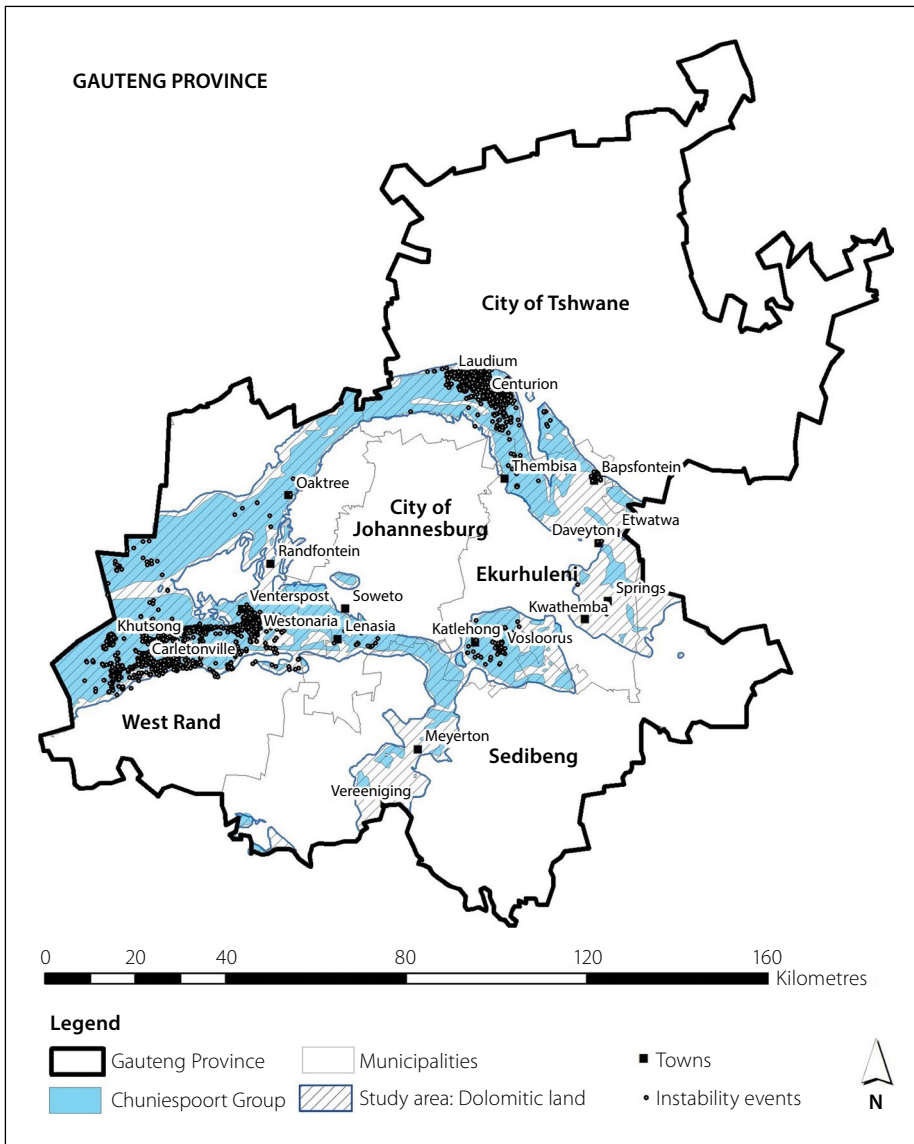 GAUTENG PROVINCE
City of Tshwane
Laudium
Centurion
Thembisa
Bapsfontein
Oaktree
City of
Johannesburg
Etwatwa
Daveyton
Randfontein
Ekurhuleni
Springs
Venterspost
Soweto
Kwathemba
Khutsong
Westonaria
Lenasia
Katlehong
Vosloorus
Carletonville
West Rand
Meyerton
Sedibeng
Vereeniging
0 20 40 80 120 160
Kilometres
Legend
Gauteng Province
Municipalities
Towns
Chuniespoort Group
Study area: Dolomitic land
Instability events
N